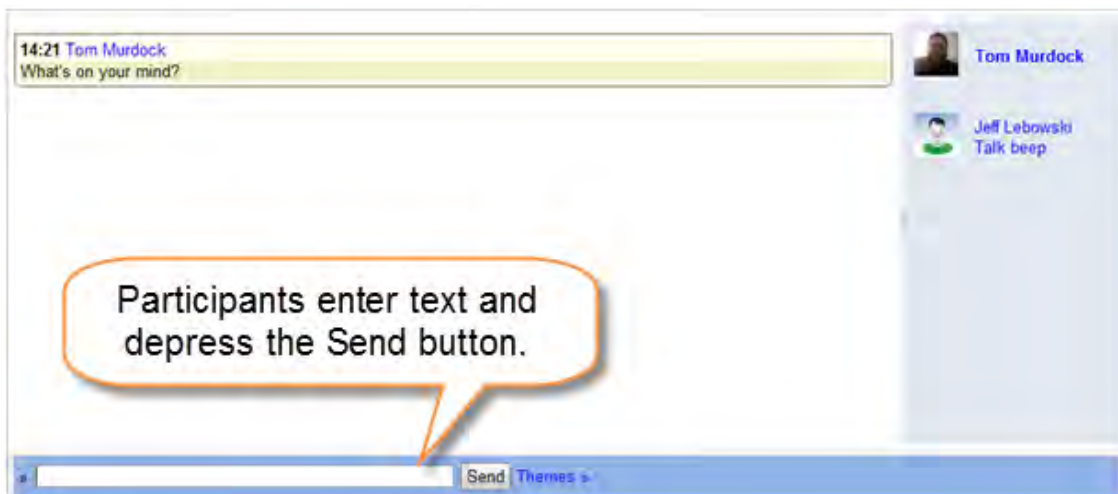 14:21 Tom Murdock
What's on your mind?
Tom Murdock
Jeff Lebowski
Talk beep
Participants enter text and
depress the Send button.
» Send Themes »